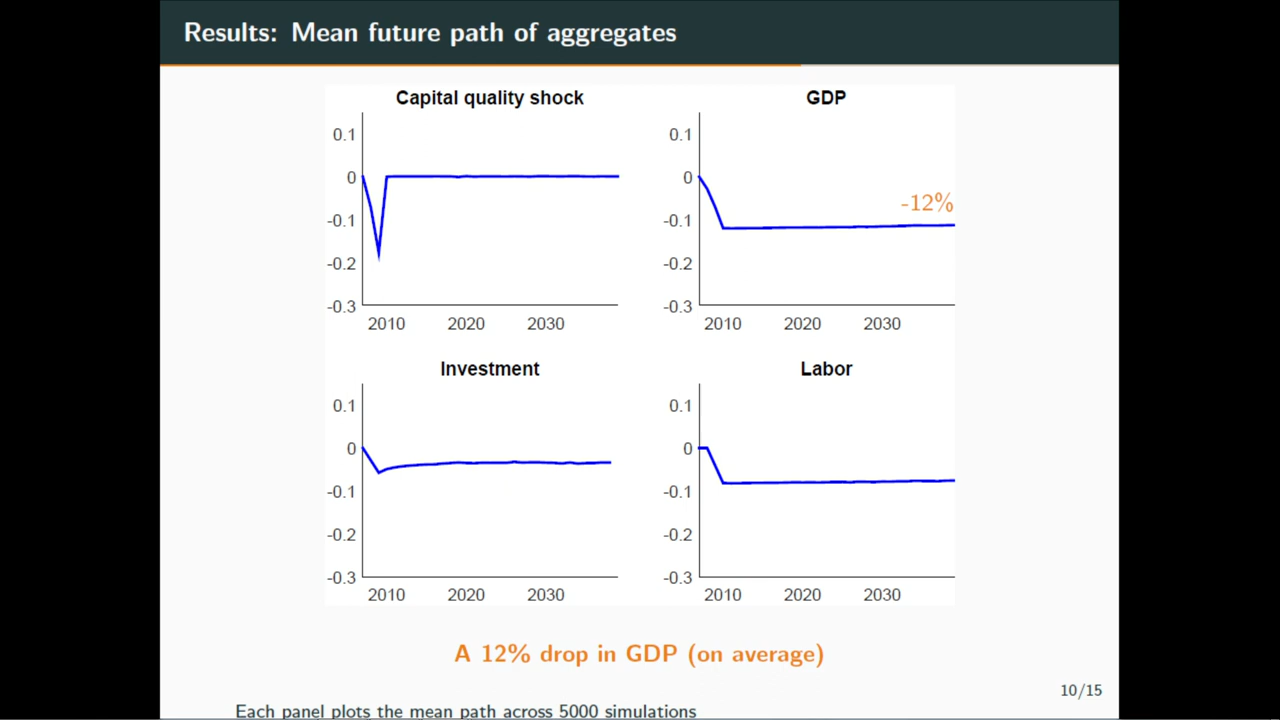 Results: Mean future path of aggregates
Capital quality shock
0.1
0
-0.1
-0.2
-0.3
2010 2020 2030
GDP
0.1
0
-0.1
-0.2
-0.3
-12%
2010 2020 2030
Investment
0.1
0
-0.1
-0.2
-0.3
2010 2020 2030
Labor
0.1
0
-0.1
-0.2
-0.3
2010 2020 2030
A 12% drop in GDP (on average)
10/15
Each panel plots the mean path across 5000 simulations